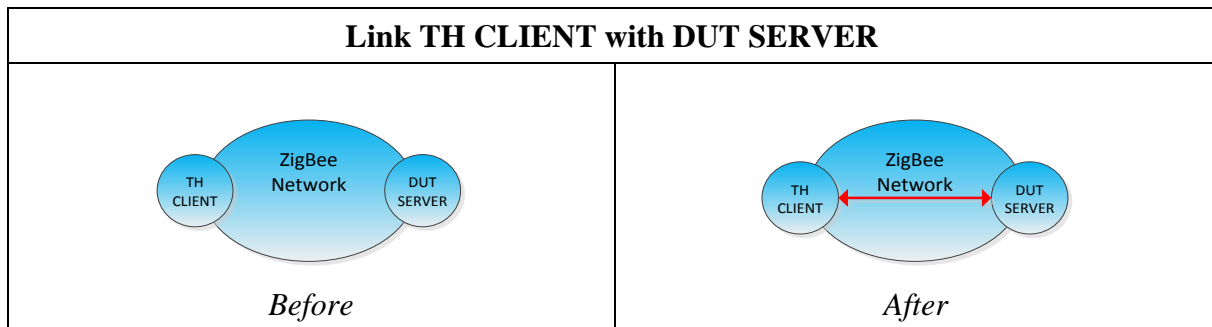 Link TH CLIENT with DUT SERVER
ZigBee
Network
TH
CLIENT
DUT
SERVER
Before
ZigBee
Network
TH
CLIENT
DUT
SERVER
After